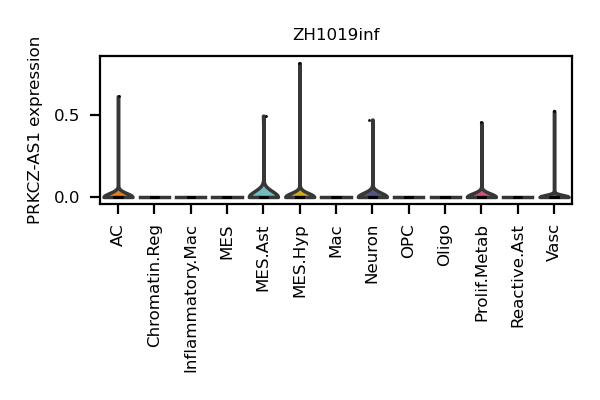 ZH1019inf
PRKCZ-AS1 expression
0.5
0.0
AC
Chromatin.Reg
Inflammatory.Mac
MES
MES.Ast
MES.Hyp
Mac
Neuron
OPC
Oligo
Prolif.Metab
Reactive.Ast
Vasc